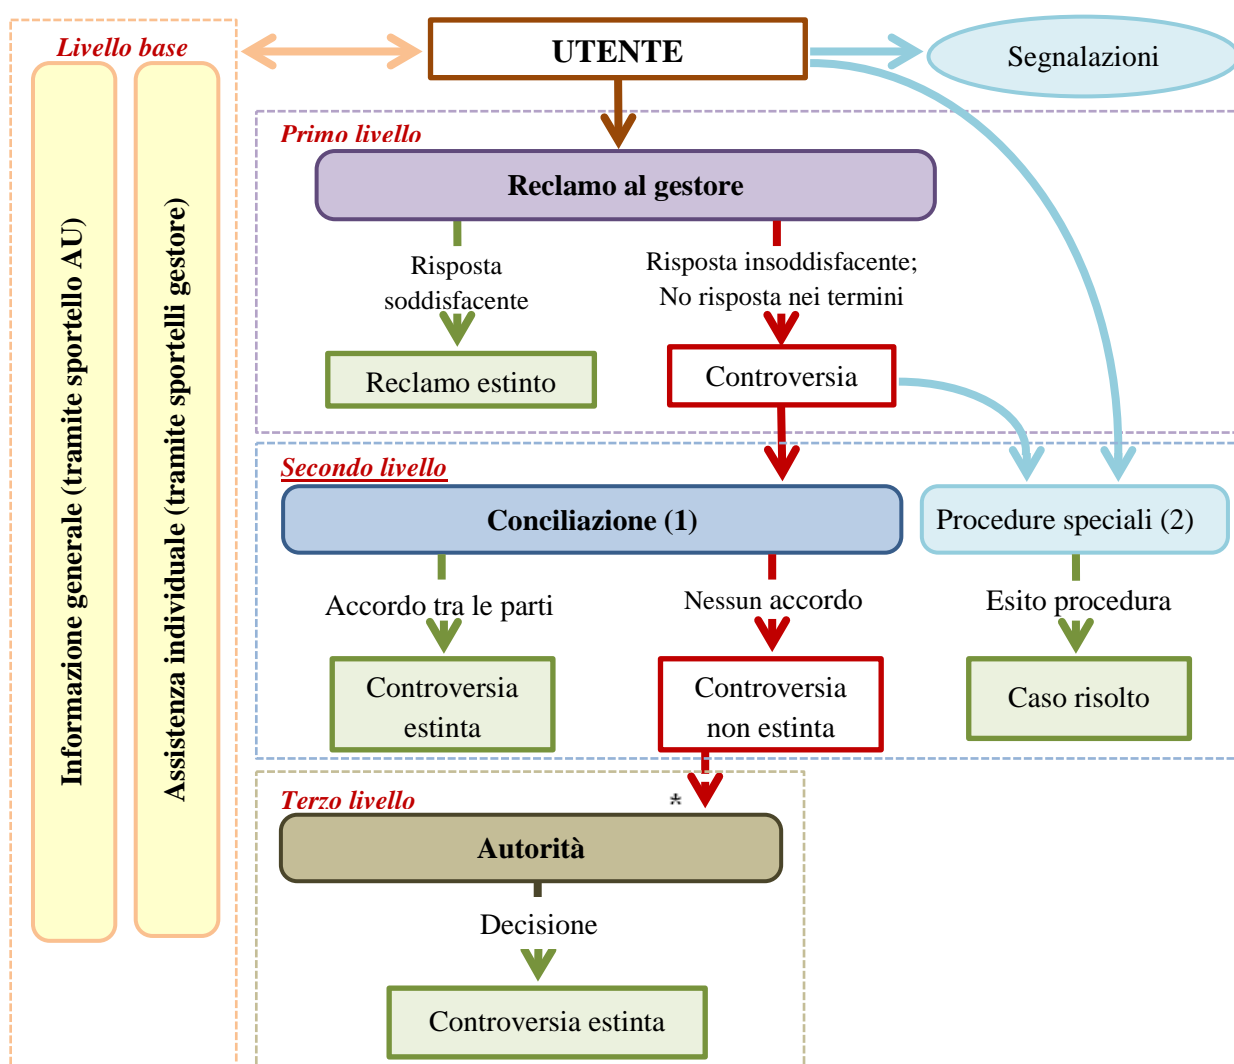 Livello base
UTENTE
Segnalazioni
Informazione generale (tramite sportello AU)
Assistenza individuale (tramite sportelli gestore)
Primo livello
Reclamo al gestore
Risposta
soddisfacente
Risposta insoddisfacente;
No risposta nei termini
Reclamo estinto
Controversia
Secondo livello
Conciliazione (1)
Procedure speciali (2)
Accordo tra le parti
Nessun accordo
Esito procedura
Controversia
estinta
Controversia
non estinta
Caso risolto
Terzo livello
*
Autorità
Decisione
Controversia estinta